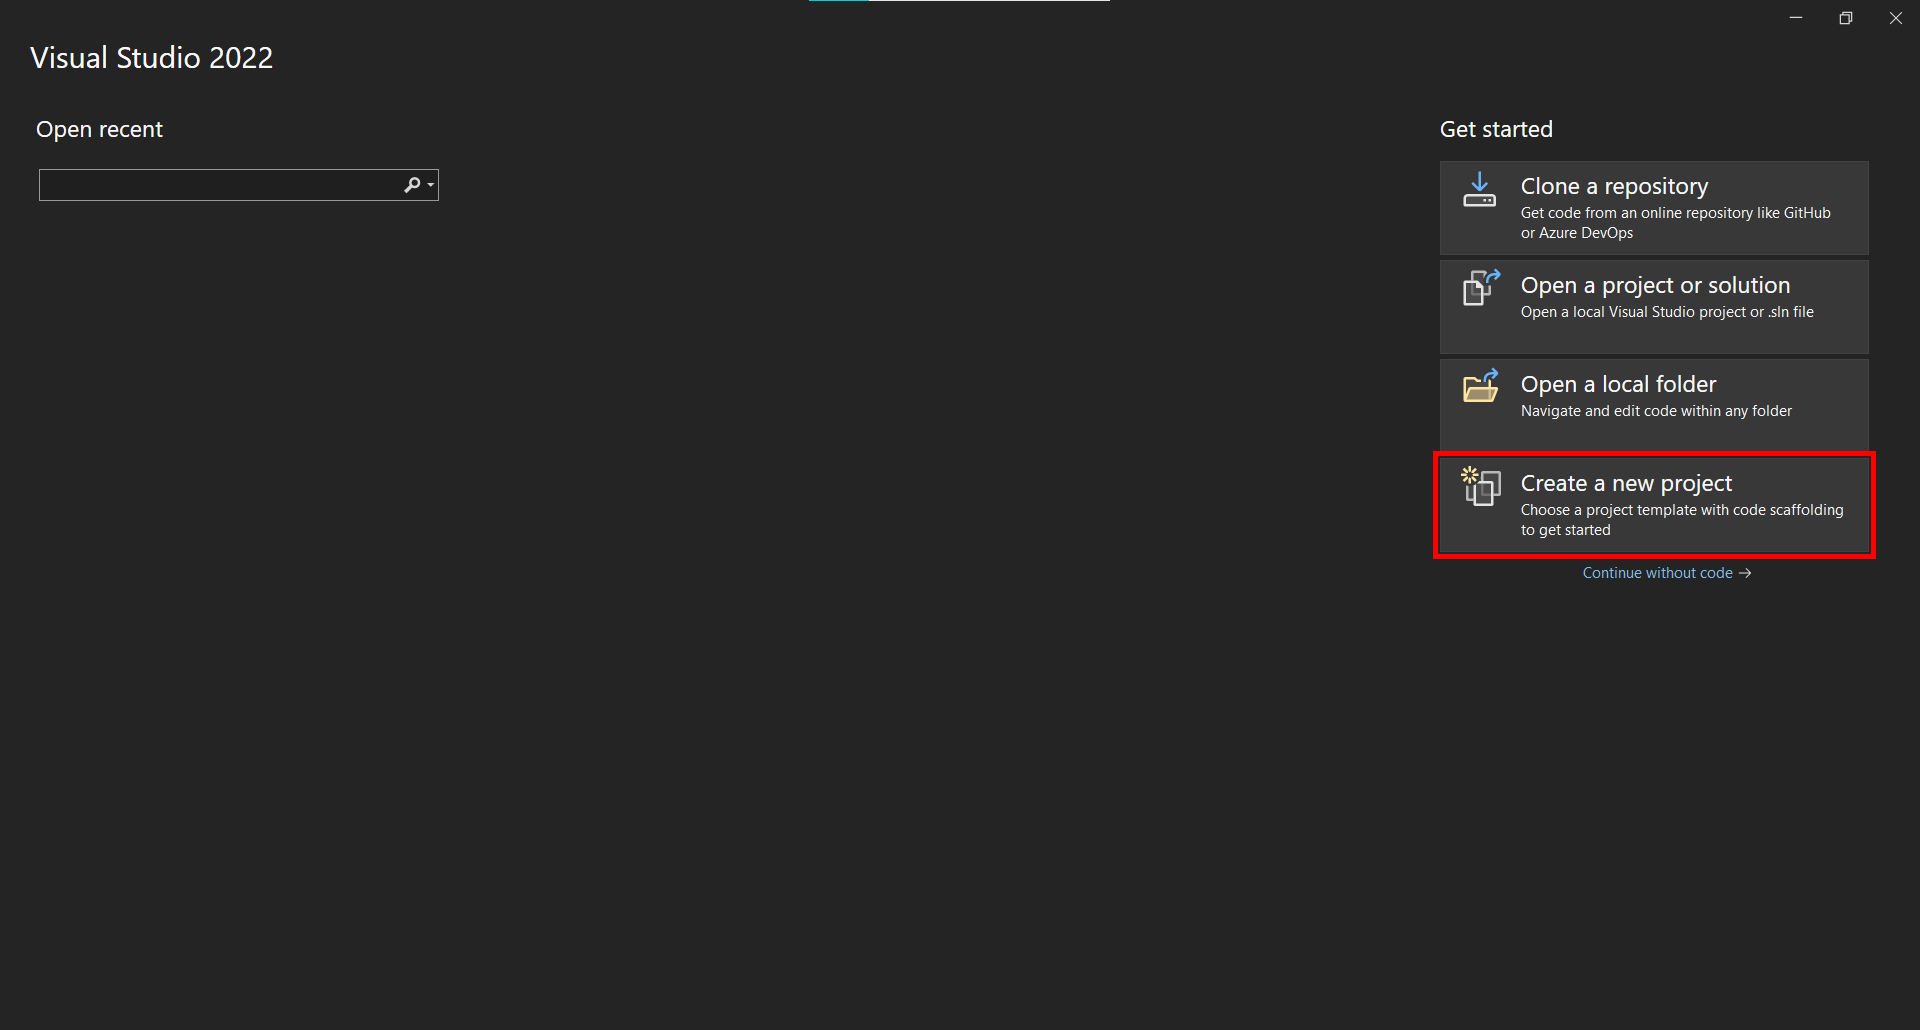 Visual Studio 2022
Open recent
Get started
Clone a repository
Get code from an online repository like GitHub
or Azure DevOps
Open a project or solution
Open a local Visual Studio project or .sln file
Open a local folder
Navigate and edit code within any folder
Create a new project
Choose a project template with code scaffolding
to get started
Continue without code →